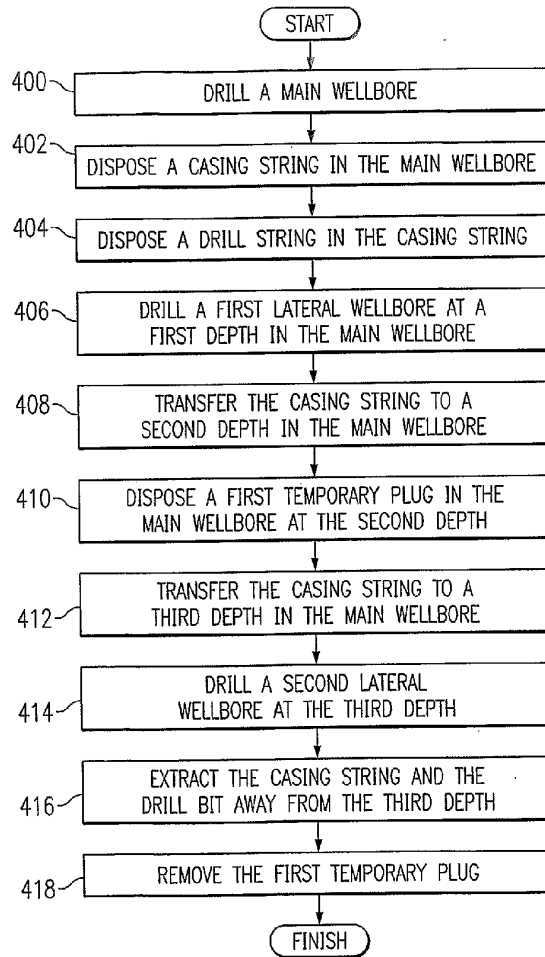 START
400
DRILL A MAIN WELLBORE
402
DISPOSE A CASING STRING IN THE MAIN WELLBORE
404
DISPOSE A DRILL STRING IN THE CASING STRING
406
DRILL A FIRST LATERAL WELLBORE AT A
FIRST DEPTH IN THE MAIN WELLBORE
408
TRANSFER THE CASING STRING TO A
SECOND DEPTH IN THE MAIN WELLBORE
410
DISPOSE A FIRST TEMPORARY PLUG IN THE
MAIN WELLBORE AT THE SECOND DEPTH
412
TRANSFER THE CASING STRING TO A
THIRD DEPTH IN THE MAIN WELLBORE
414
DRILL A SECOND LATERAL
WELLBORE AT THE THIRD DEPTH
416
EXTRACT THE CASING STRING AND THE
DRILL BIT AWAY FROM THE THIRD DEPTH
418
REMOVE THE FIRST TEMPORARY PLUG
FINISH